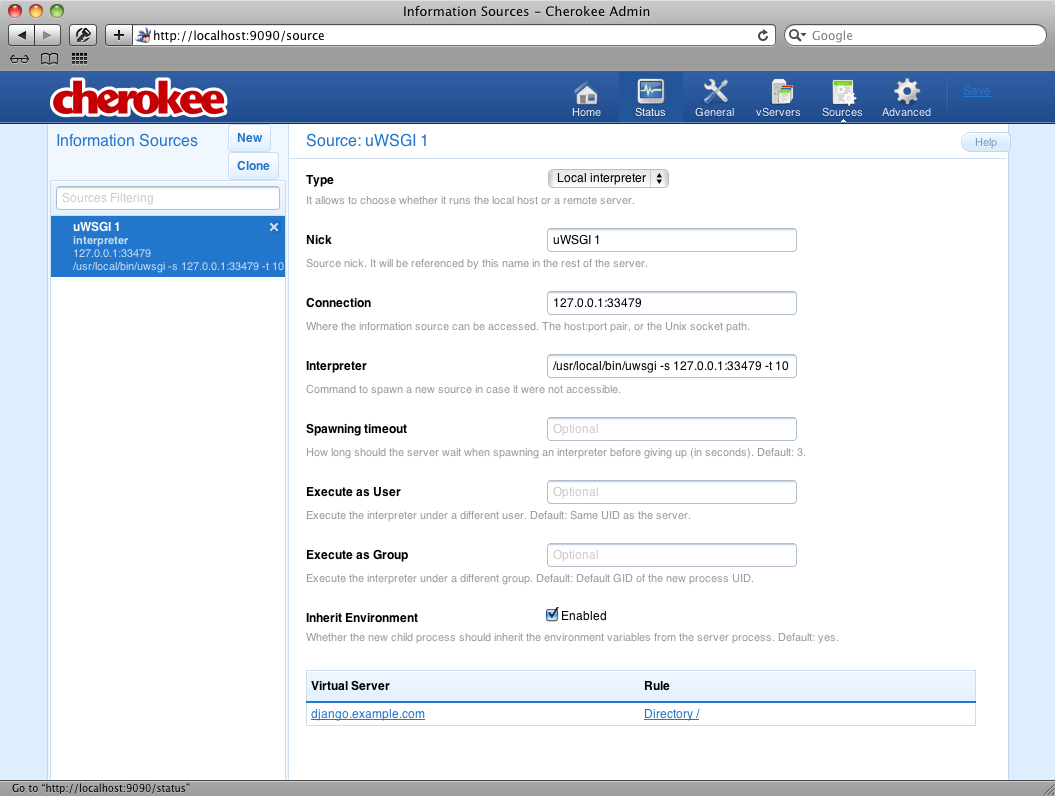 Information Sources – Cherokee Admin
http://localhost:9090/source
Google
cherokee
Home
Status
General
vServers
Sources
Advanced
Save
Information Sources
New
Clone
Sources Filtering
uWSGI 1
interpreter
127.0.0.1:33479
/usr/local/bin/uwsgi -s 127.0.0.1:33479 -t 10
Source: uWSGI 1
Help
Type
Local interpreter
It allows to choose whether it runs the local host or a remote server.
Nick
uWSGI 1
Source nick. It will be referenced by this name in the rest of the server.
Connection
127.0.0.1:33479
Where the information source can be accessed. The host:port pair, or the Unix socket path.
Interpreter
/usr/local/bin/uwsgi -s 127.0.0.1:33479 -t 10
Command to spawn a new source in case it were not accessible.
Spawning timeout
Optional
How long should the server wait when spawning an interpreter before giving up (in seconds). Default: 3.
Execute as User
Optional
Execute the interpreter under a different user. Default: Same UID as the server.
Execute as Group
Optional
Execute the interpreter under a different group. Default: Default GID of the new process UID.
Inherit Environment
Enabled
Whether the new child process should inherit the environment variables from the server process. Default: yes.
Virtual Server Rule
django.example.com Directory /
Go to “http://localhost:9090/status”